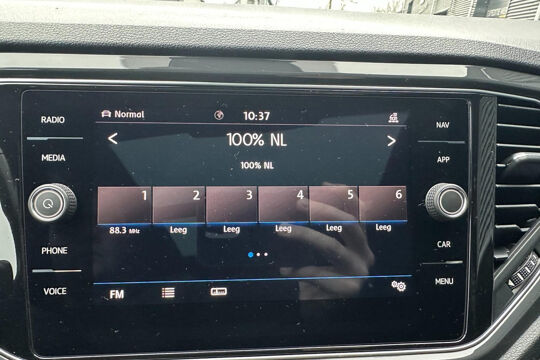 RADIO
Normal
10:37
NAV
100% NL
100% NL
MEDIA
APP
1 2 3 4 5 6
88.3 MHz Leeg Leeg Leeg Leeg Leeg
PHONE
CAR
VOICE
FM
MENU